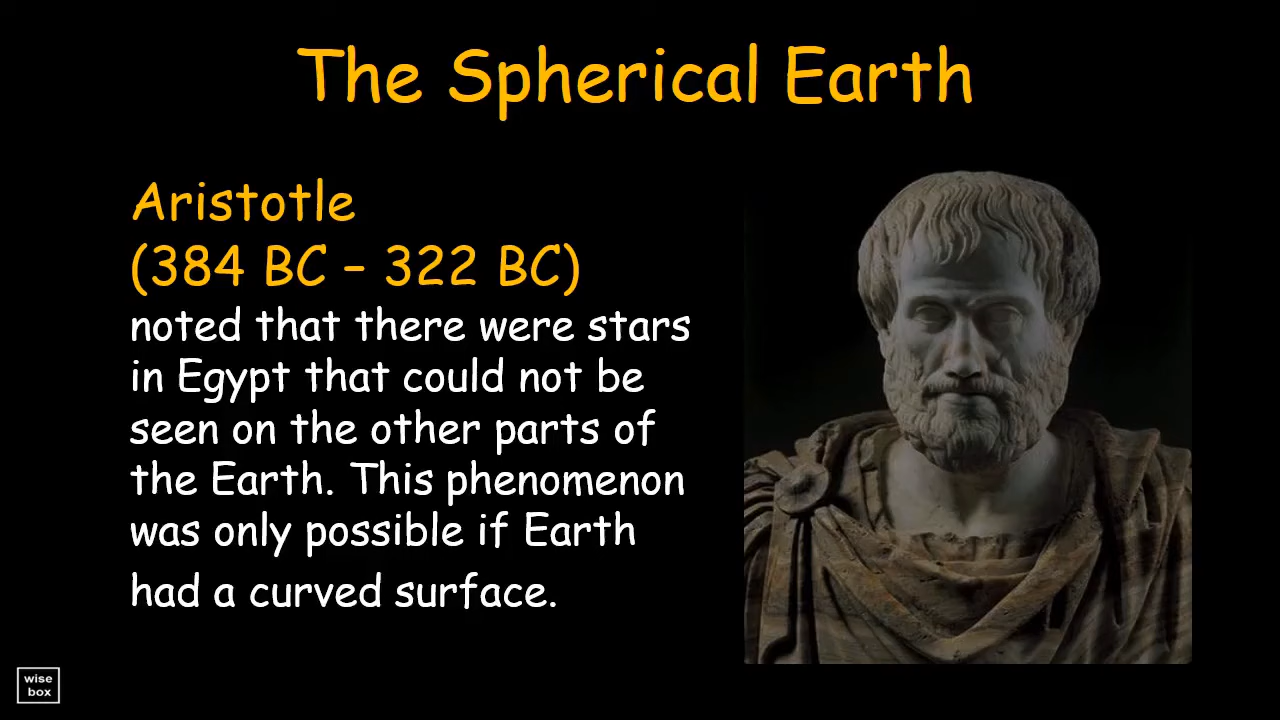 The Spherical Earth
Aristotle
(384 BC – 322 BC)
noted that there were stars
in Egypt that could not be
seen on the other parts of
the Earth. This phenomenon
was only possible if Earth
had a curved surface.
wise
box